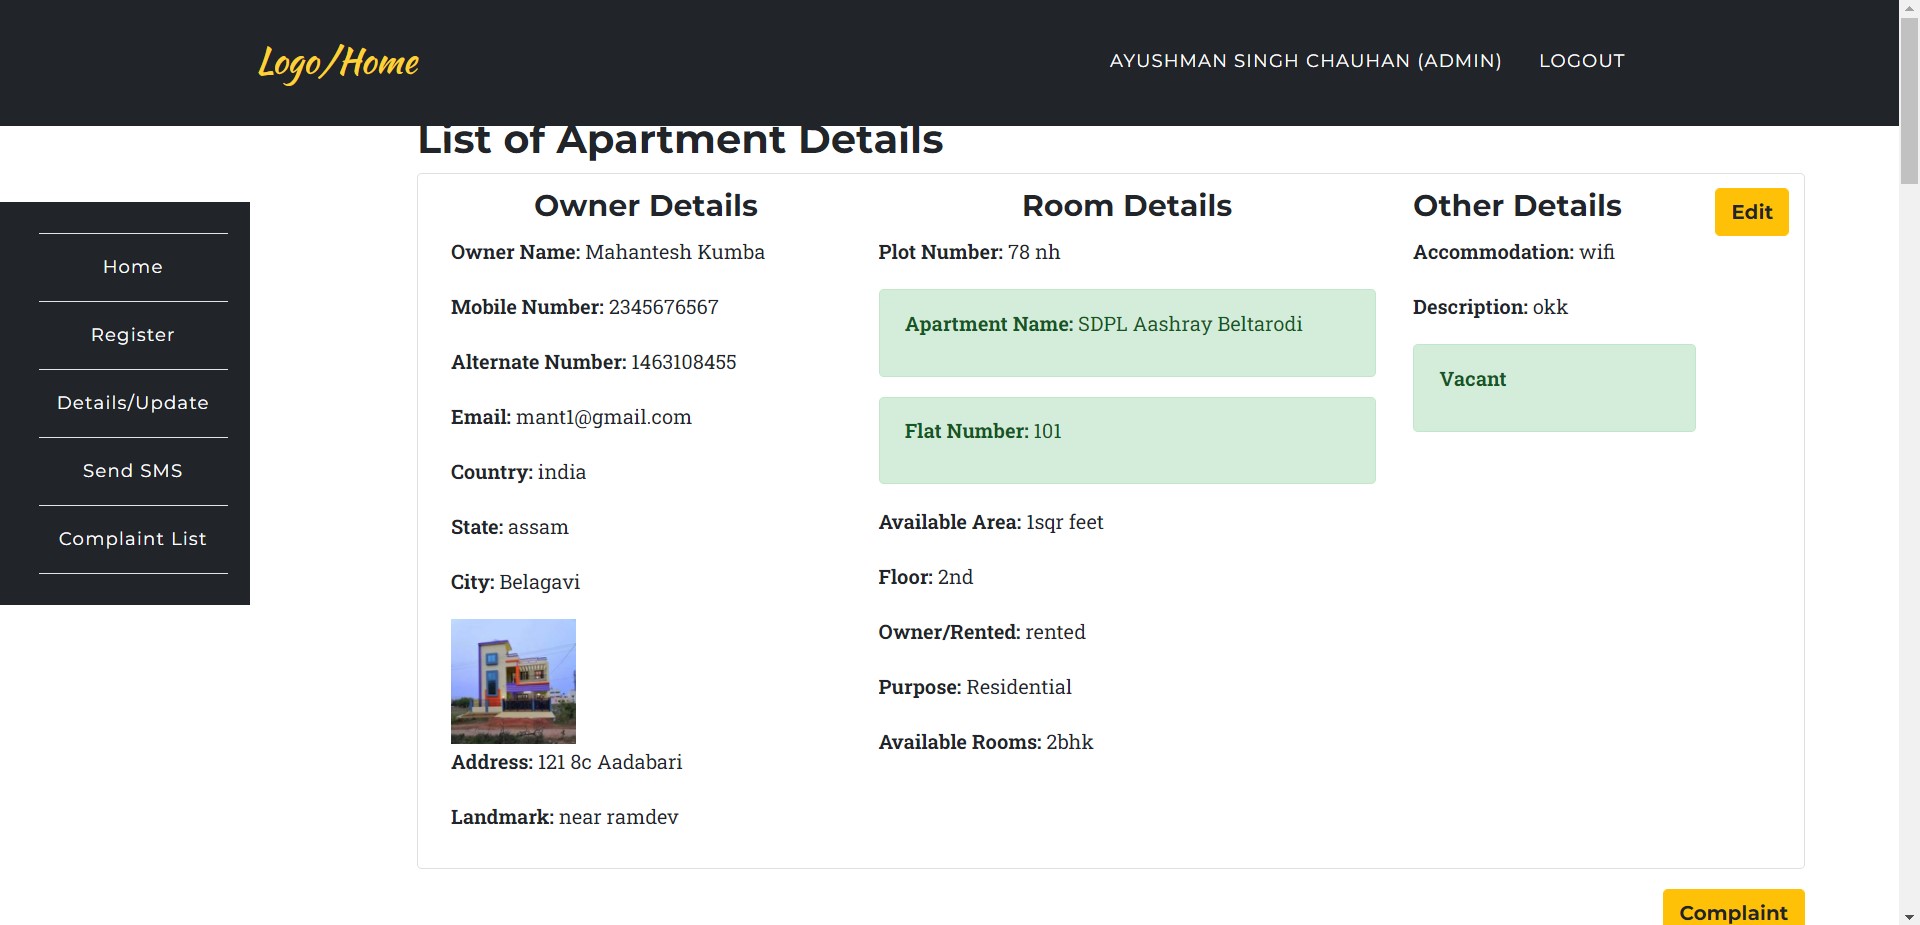 Logo/Home
AYUSHMAN SINGH CHAUHAN (ADMIN)
LOGOUT
List of Apartment Details
Home
Register
Details/Update
Send SMS
Complaint List
Owner Details
Owner Name: Mahantesh Kumba
Mobile Number: 2345676567
Alternate Number: 1463108455
Email: mant1@gmail.com
Country: india
State: assam
City: Belagavi
Address: 121 8c Aadabari
Landmark: near ramdev
Room Details
Plot Number: 78 nh
Apartment Name: SDPL Aashray Beltarodi
Flat Number: 101
Available Area: 1sqr feet
Floor: 2nd
Owner/Rented: rented
Purpose: Residential
Available Rooms: 2bhk
Other Details
Accommodation: wifi
Description: okk
Vacant
Edit
Complaint